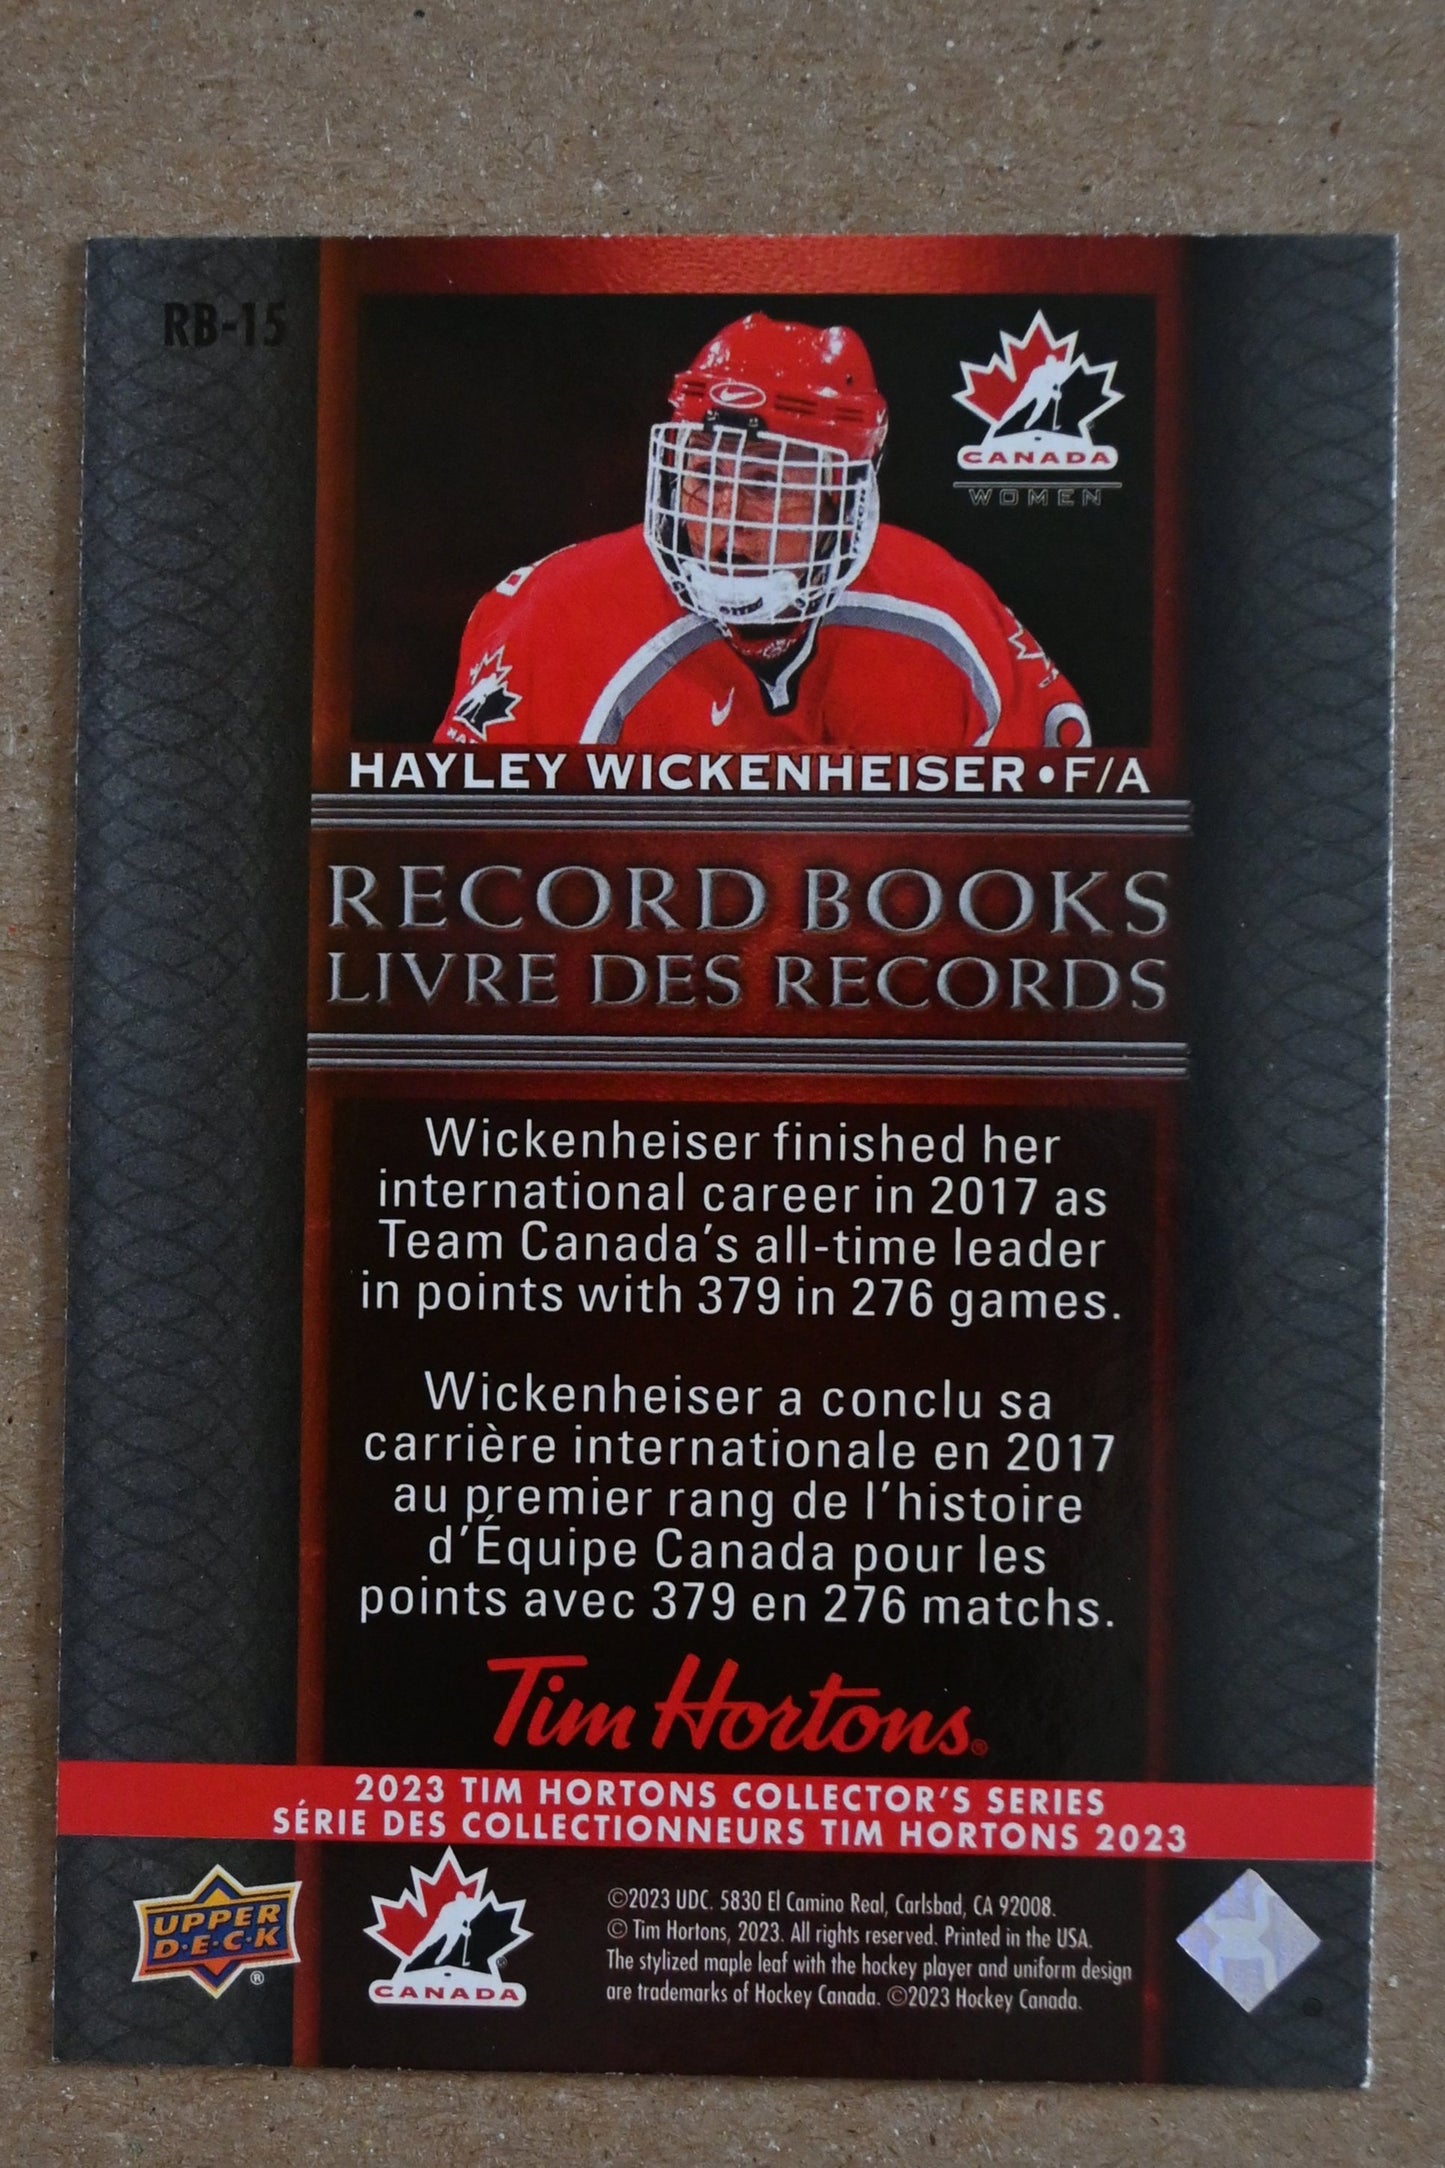 RB-15
CANADA
WOMEN
HAYLEY WICKENHEISER • F/A
RECORD BOOKS
LIVRE DES RECORDS
Wickenheiser finished her
international career in 2017 as
Team Canada's all-time leader
in points with 379 in 276 games.
Wickenheiser a conclu sa
carrière internationale en 2017
au premier rang de l'histoire
d'Équipe Canada pour les
points avec 379 en 276 matchs.
Tim Hortons®
2023 TIM HORTONS COLLECTOR'S SERIES
SÉRIE DES COLLECTIONNEURS TIM HORTONS 2023
UPPER
D·E·C·K ®
CANADA
©2023 UDC. 5830 El Camino Real, Carlsbad, CA 92008.
© Tim Hortons, 2023. All rights reserved. Printed in the USA.
The stylized maple leaf with the hockey player and uniform design
are trademarks of Hockey Canada. ©2023 Hockey Canada.